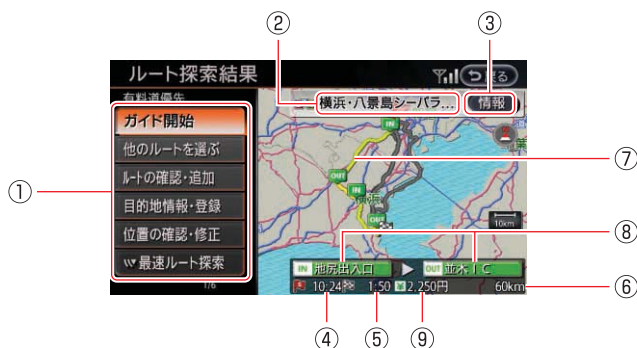 ②
③
ルート探索結果
戻る
有料道優先
横浜・八景島シーパラ...
情報
ガイド開始
他のルートを選ぶ
ルートの確認・追加
目的地情報・登録
位置の確認・修正
最速ルート探索
1/6
①
IN
OUT
IN
OUT
10km
⑦
⑧
IN 池尻出入口
OUT 並木IC
10:24 1:50 ¥2,250円 60km
⑥
④
⑤
⑨